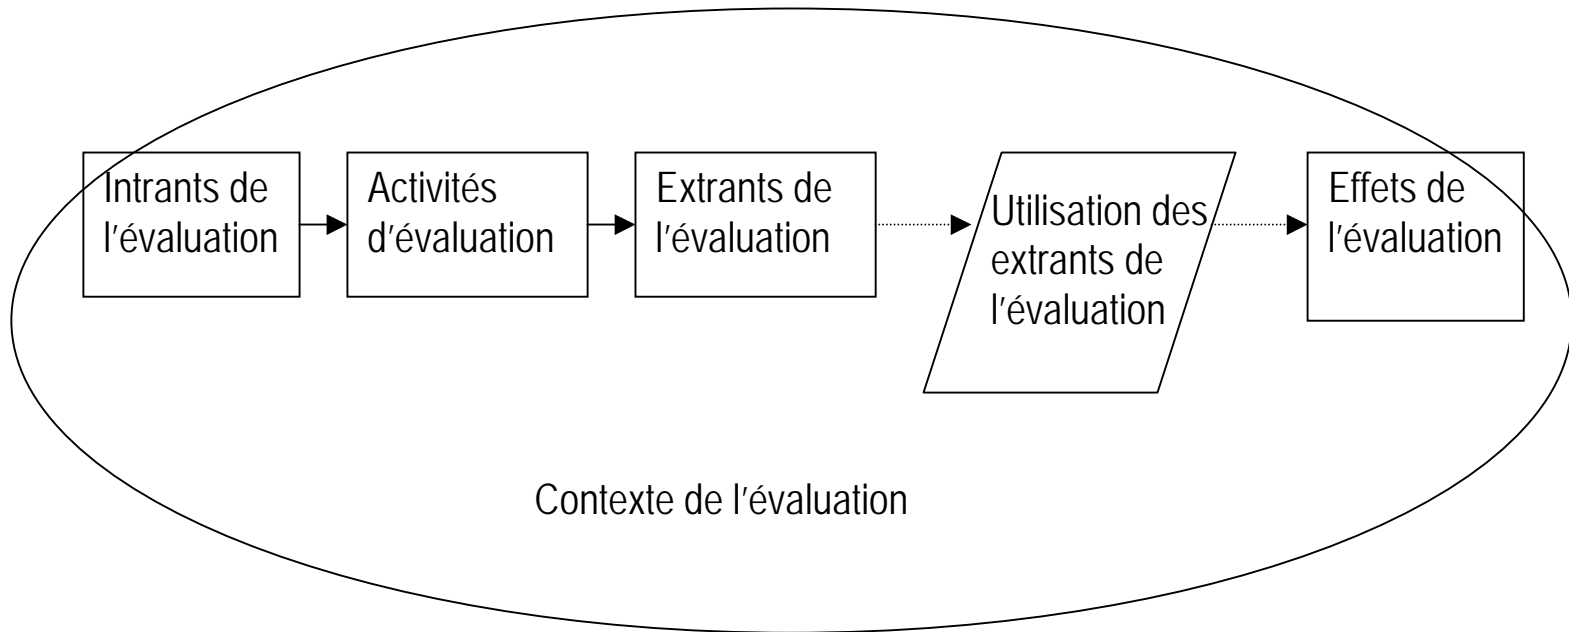 Intrants de
l'évaluation
Activités
d'évaluation
Extrants de
l'évaluation
Utilisation des
extrants de
l'évaluation
Effets de
l'évaluation
Contexte de l'évaluation